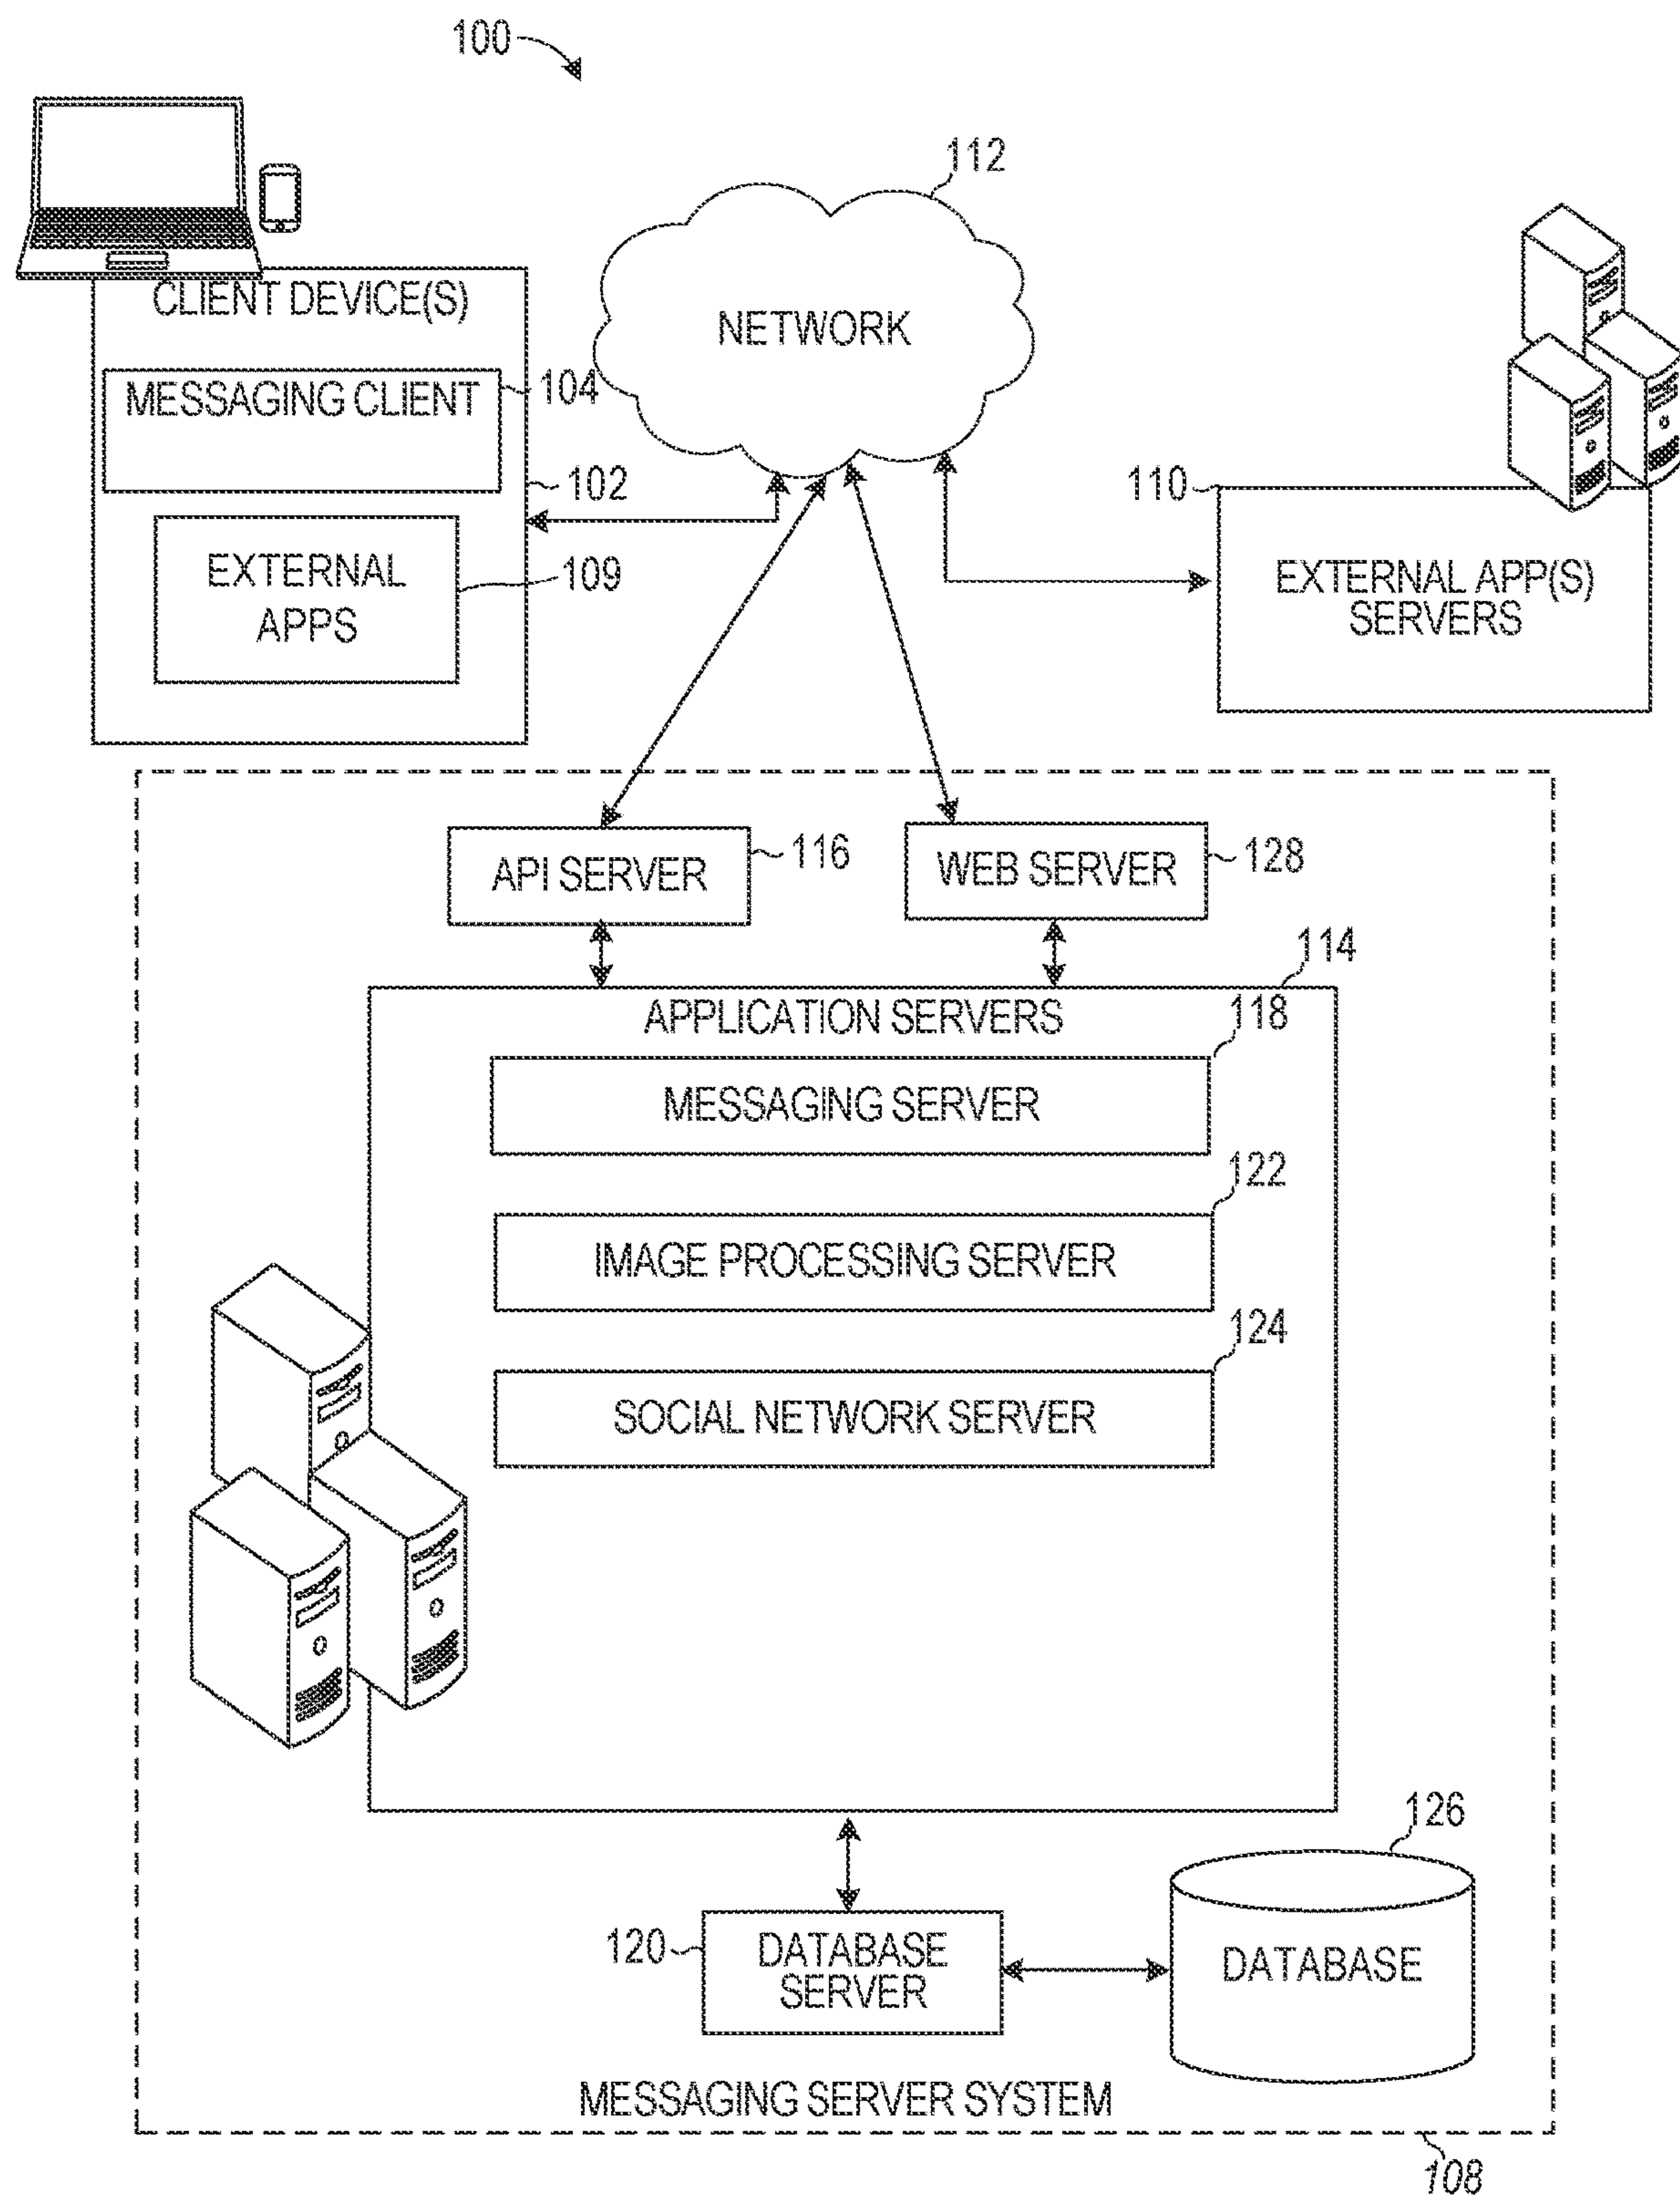 100
112
CLIENT DEVICE(S)
NETWORK
MESSAGING CLIENT
104
102
110
EXTERNAL
APPS
109
EXTERNAL APP(S)
SERVERS
API SERVER
116
WEB SERVER
128
114
APPLICATION SERVERS
118
MESSAGING SERVER
122
IMAGE PROCESSING SERVER
124
SOCIAL NETWORK SERVER
126
120
DATABASE
SERVER
DATABASE
MESSAGING SERVER SYSTEM
108